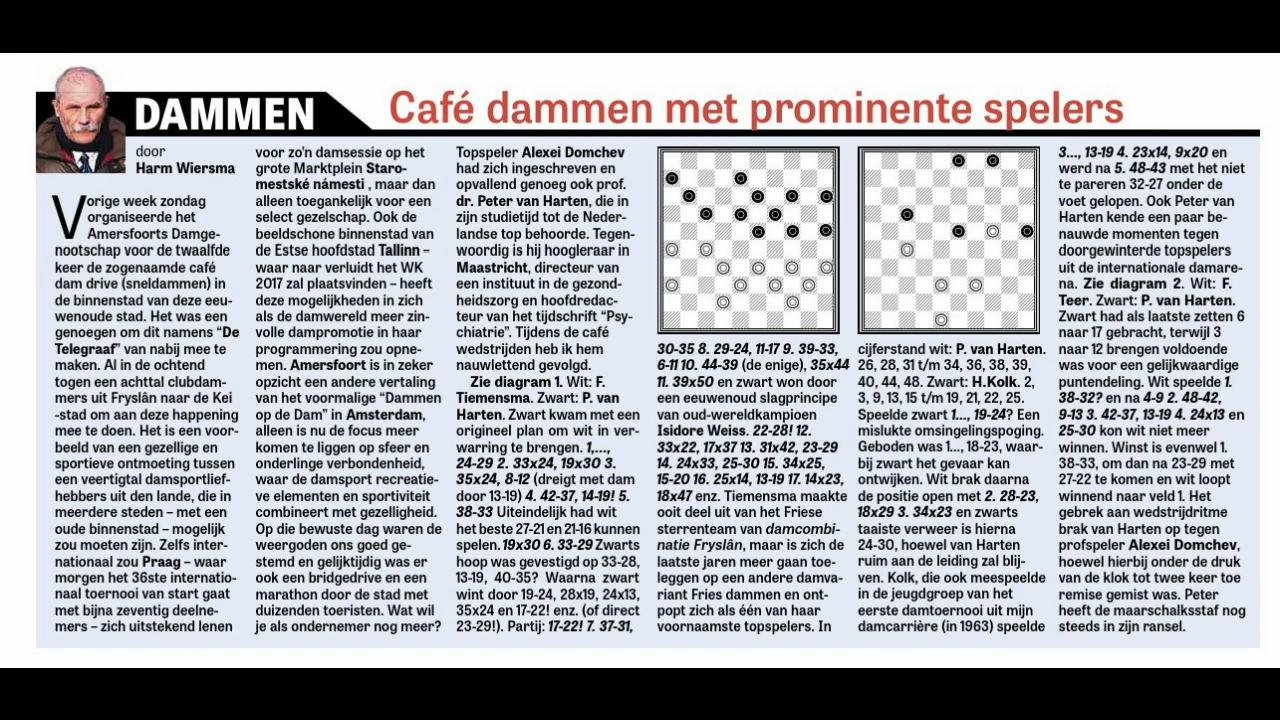 DAMMEN
Café dammen met prominente spelers
door
Harm Wiersma
Vorige week zondag
organiseerde het
Amersfoorts Damge-
nootschap voor de twaalfde
keer de zogenaamde café
dam drive (sneldammen) in
de binnenstad van deze eeu-
wenoude stad. Het was een
genoegen om dit namens “De
Telegraaf” van nabij mee te
maken. Al in de ochtend
togen een achttal clubdam-
mers uit Fryslân naar de Kei
-stad om aan deze happening
mee te doen. Het is een voor-
beeld van een gezellige en
sportieve ontmoeting tussen
een veertigtal damsportlief-
hebbers uit den lande, die in
meerdere steden – met een
oude binnenstad – mogelijk
zou moeten zijn. Zelfs inter-
nationaal zou Praag – waar
morgen het 36ste internatio-
naal toernooi van start gaat
met bijna zeventig deelne-
mers – zich uitstekend lenen
voor zo'n damsessie op het
grote Marktplein Staro-
mestské námesti , maar dan
alleen toegankelijk voor een
select gezelschap. Ook de
beeldschone binnenstad van
de Estse hoofdstad Tallinn –
waar naar verluidt het WK
2017 zal plaatsvinden – heeft
deze mogelijkheden in zich
als de damwereld meer zin-
volle dampromotie in haar
programmering zou opne-
men. Amersfoort is in zeker
opzicht een andere vertaling
van het voormalige “Dammen
op de Dam” in Amsterdam,
alleen is nu de focus meer
komen te liggen op sfeer en
onderlinge verbondenheid,
waar de damsport recreatie-
ve elementen en sportiviteit
combineert met gezelligheid.
Op die bewuste dag waren de
weergoden ons goed ge-
stemd en gelijktijdig was er
ook een bridgedrive en een
marathon door de stad met
duizenden toeristen. Wat wil
je als ondernemer nog meer?
Topspeler Alexei Domchev
had zich ingeschreven en
opvallend genoeg ook prof.
dr. Peter van Harten, die in
zijn studietijd tot de Neder-
landse top behoorde. Tegen-
woordig is hij hoogleraar in
Maastricht, directeur van
een instituut in de gezond-
heidszorg en hoofdredac-
teur van het tijdschrift “Psy-
chiatrie”. Tijdens de café
wedstrijden heb ik hem
nauwlettend gevolgd.
Zie diagram 1. Wit: F.
Tiemensma. Zwart: P. van
Harten. Zwart kwam met een
origineel plan om wit in ver-
warring te brengen. 1,...,
24-29 2. 33x24, 19x30 3.
35x24, 8-12 (dreigt met dam
door 13-19) 4. 42-37, 14-19! 5.
38-33 Uiteindelijk had wit
het beste 27-21 en 21-16 kunnen
spelen. 19x30 6. 33-29 Zwarts
hoop was gevestigd op 33-28,
13-19, 40-35? Waarna zwart
wint door 19-24, 28x19, 24x13,
35x24 en 17-22! enz. (of direct
23-29!). Partij: 17-22! 7. 37-31,
30-35 8. 29-24, 11-17 9. 39-33,
6-11 10. 44-39 (de enige), 35x44
11. 39x50 en zwart won door
een eeuwenoud slagprincipe
van oud-wereldkampioen
Isidore Weiss. 22-28! 12.
33x22, 17x37 13. 31x42, 23-29
14. 24x33, 25-30 15. 34x25,
15-20 16. 25x14, 13-19 17. 14x23,
18x47 enz. Tiemensma maakte
ooit deel uit van het Friese
sterrenteam van damcombi-
natie Fryslân, maar is zich de
laatste jaren meer gaan toe-
leggen op een andere damva-
riant Fries dammen en ont-
popt zich als één van haar
voornaamste topspelers. In
cijferstand wit: P. van Harten.
26, 28, 31 t/m 34, 36, 38, 39,
40, 44, 48. Zwart: H.Kolk. 2,
3, 9, 13, 15 t/m 19, 21, 22, 25.
Speelde zwart 1..., 19-24? Een
mislukte omsingelingspoging.
Geboden was 1..., 18-23, waar-
bij zwart het gevaar kan
ontwijken. Wit brak daarna
de positie open met 2. 28-23,
18x29 3. 34x23 en zwarts
taaiste verweer is hierna
24-30, hoewel van Harten
ruim aan de leiding zal blij-
ven. Kolk, die ook meespeelde
in de jeugdgroep van het
eerste damtoernooi uit mijn
damcarrière (in 1963) speelde
3..., 13-19 4. 23x14, 9x20 en
werd na 5. 48-43 met het niet
te pareren 32-27 onder de
voet gelopen. Ook Peter van
Harten kende een paar be-
nauwde momenten tegen
doorgewinterde topspelers
uit de internationale damare-
na. Zie diagram 2. Wit: F.
Teer. Zwart: P. van Harten.
Zwart had als laatste zetten 6
naar 17 gebracht, terwijl 3
naar 12 brengen voldoende
was voor een gelijkwaardige
puntendeling. Wit speelde 1.
38-32? en na 4-9 2. 48-42,
9-13 3. 42-37, 13-19 4. 24x13 en
25-30 kon wit niet meer
winnen. Winst is evenwel 1.
38-33, om dan na 23-29 met
27-22 te komen en wit loopt
winnend naar veld 1. Het
gebrek aan wedstrijdritme
brak van Harten op tegen
profspeler Alexei Domchev,
hoewel hierbij onder de druk
van de klok tot twee keer toe
remise gemist was. Peter
heeft de maarschalksstaf nog
steeds in zijn ransel.